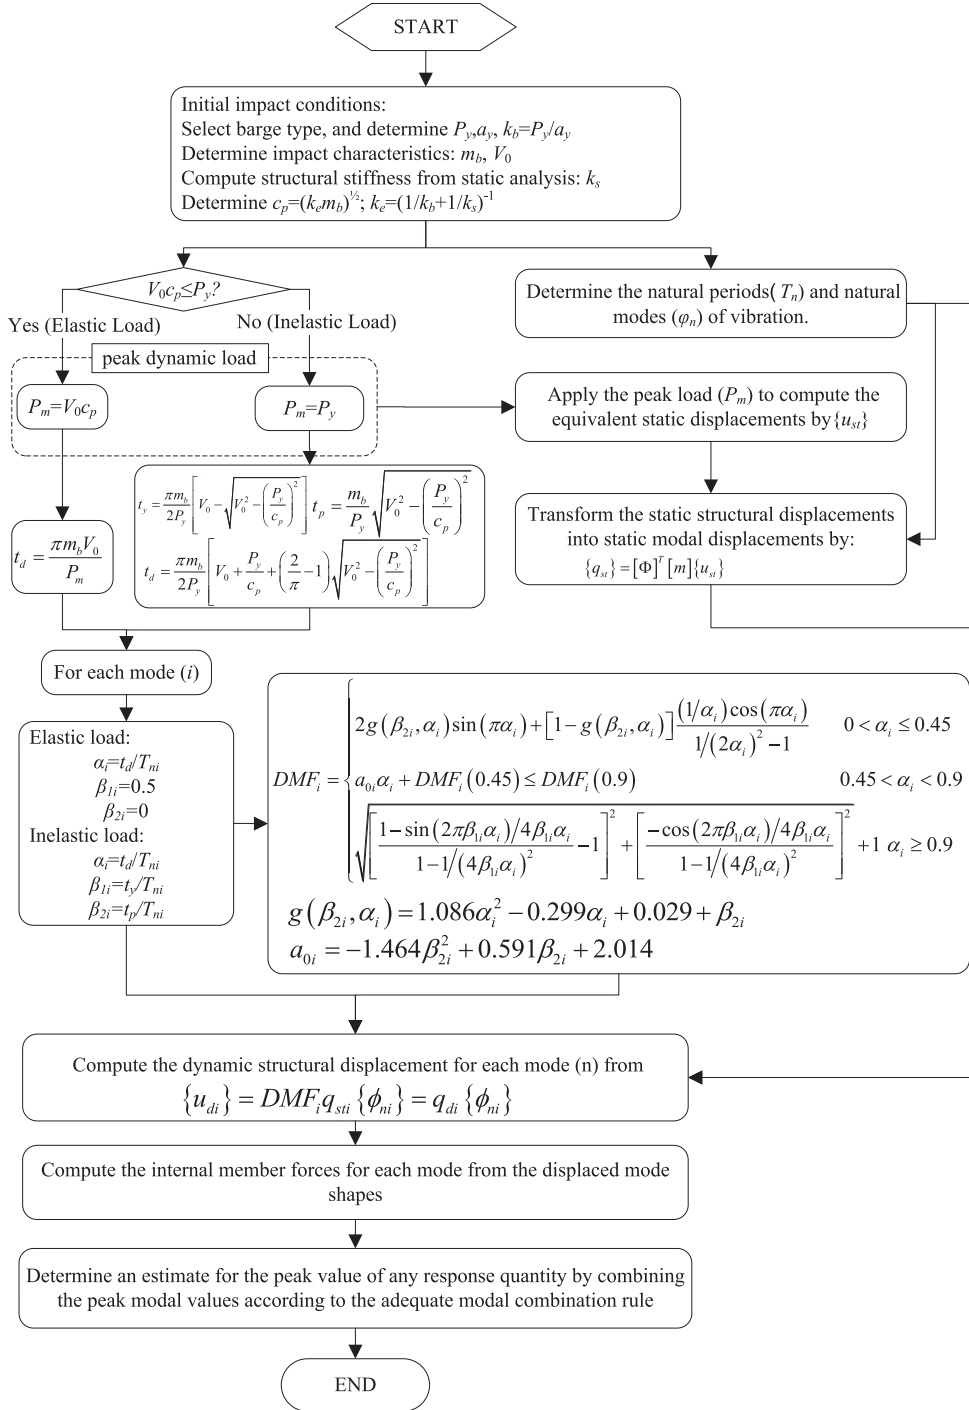 START
Initial impact conditions:
Select barge type, and determine P_y,a_y, k_b=P_y/a_y
Determine impact characteristics: m_b, V_0
Compute structural stiffness from static analysis: k_s
Determine c_p=(k_e m_b)^½; k_e=(1/k_b+1/k_s)^-1
V_0c_p≤P_y?
Yes (Elastic Load)
No (Inelastic Load)
peak dynamic load
P_m=V_0c_p
P_m=P_y
Determine the natural periods( T_n) and natural
modes (φ_n) of vibration.
Apply the peak load (P_m) to compute the
equivalent static displacements by{u_st}
Transform the static structural displacements
into static modal displacements by:
{q_st} = [Φ]^T [m]{u_st}
t_d = πm_bV_0/P_m
t_y = πm_b/2P_y [V_0 − √(V_0^2 − (P_y/c_p)^2)] t_p = m_b/P_y √(V_0^2 − (P_y/c_p)^2)
t_d = πm_b/2P_y [V_0 + P_y/c_p + (2/π − 1)√(V_0^2 − (P_y/c_p)^2)]
For each mode (i)
Elastic load:
α_i=t_d/T_ni
β_1i=0.5
β_2i=0
Inelastic load:
α_i=t_d/T_ni
β_1i=t_y/T_ni
β_2i=t_p/T_ni
DMF_i = {
2g(β_2i,α_i)sin(πα_i)+[1−g(β_2i,α_i)] (1/α_i)cos(πα_i)/(1/(2α_i)^2 −1) 0<α_i≤0.45
a_0iα_i + DMF_i(0.45) ≤ DMF_i(0.9) 0.45<α_i<0.9
√([(1−sin(2πβ_1iα_i)/4β_1iα_i)/(1−1/(4β_1iα_i)^2) −1]^2 + [(−cos(2πβ_1iα_i)/4β_1iα_i)/(1−1/(4β_1iα_i)^2)]^2) +1 α_i≥0.9
g(β_2i,α_i)=1.086α_i^2−0.299α_i+0.029+β_2i
a_0i=−1.464β_2i^2+0.591β_2i+2.014
Compute the dynamic structural displacement for each mode (n) from
{u_di} = DMF_i q_sti {ϕ_ni} = q_di {ϕ_ni}
Compute the internal member forces for each mode from the displaced mode
shapes
Determine an estimate for the peak value of any response quantity by combining
the peak modal values according to the adequate modal combination rule
END